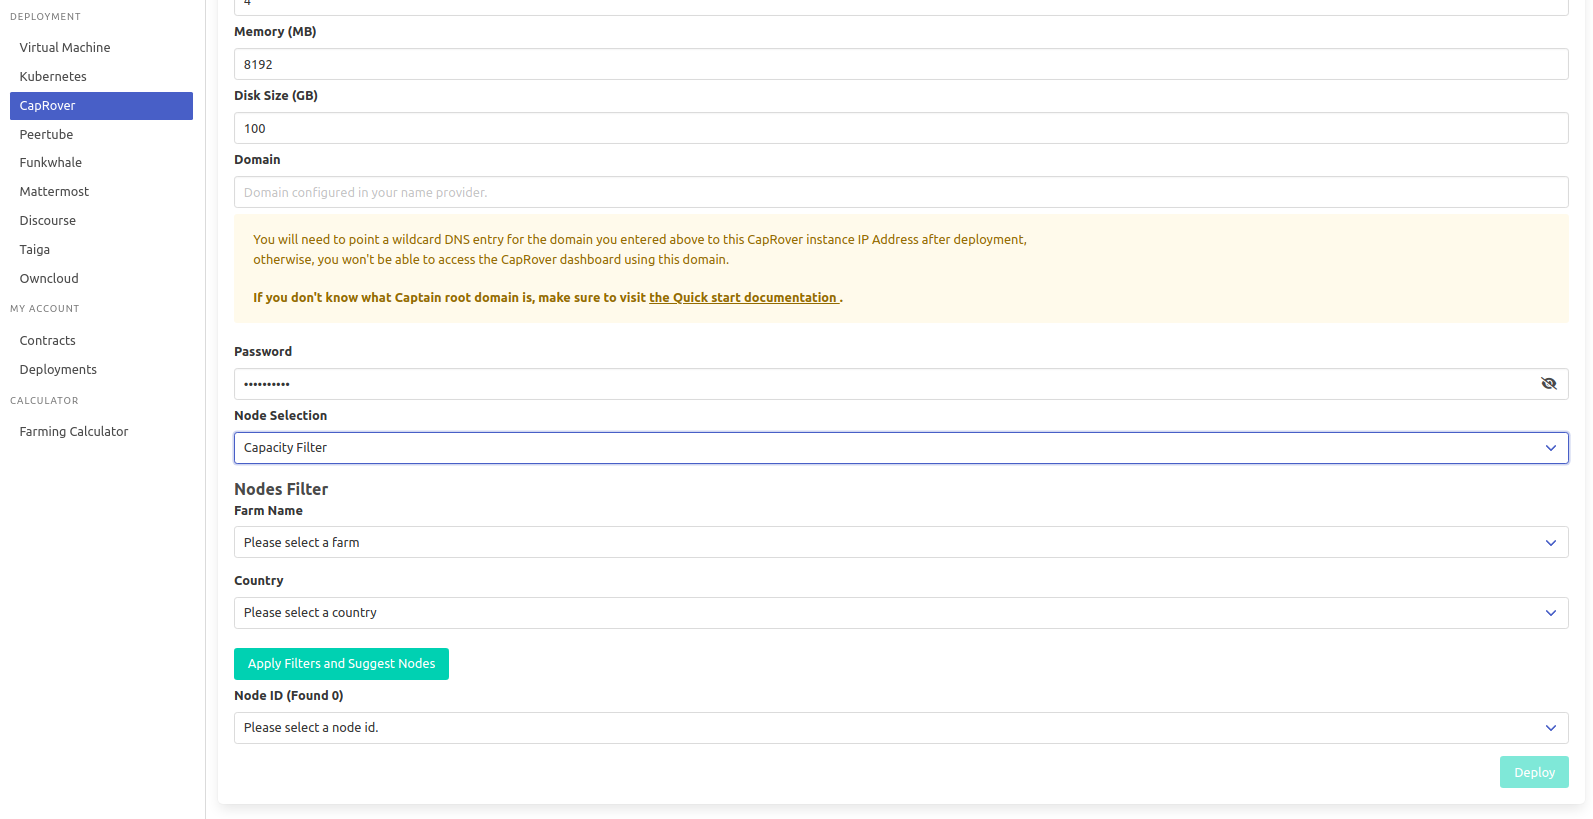 DEPLOYMENT
Virtual Machine
Kubernetes
CapRover
Peertube
Funkwhale
Mattermost
Discourse
Taiga
Owncloud
MY ACCOUNT
Contracts
Deployments
CALCULATOR
Farming Calculator
4
Memory (MB)
8192
Disk Size (GB)
100
Domain
Domain configured in your name provider.
You will need to point a wildcard DNS entry for the domain you entered above to this CapRover instance IP Address after deployment,
otherwise, you won't be able to access the CapRover dashboard using this domain.
If you don't know what Captain root domain is, make sure to visit the Quick start documentation .
Password
••••••••••
Node Selection
Capacity Filter
Nodes Filter
Farm Name
Please select a farm
Country
Please select a country
Apply Filters and Suggest Nodes
Node ID (Found 0)
Please select a node id.
Deploy